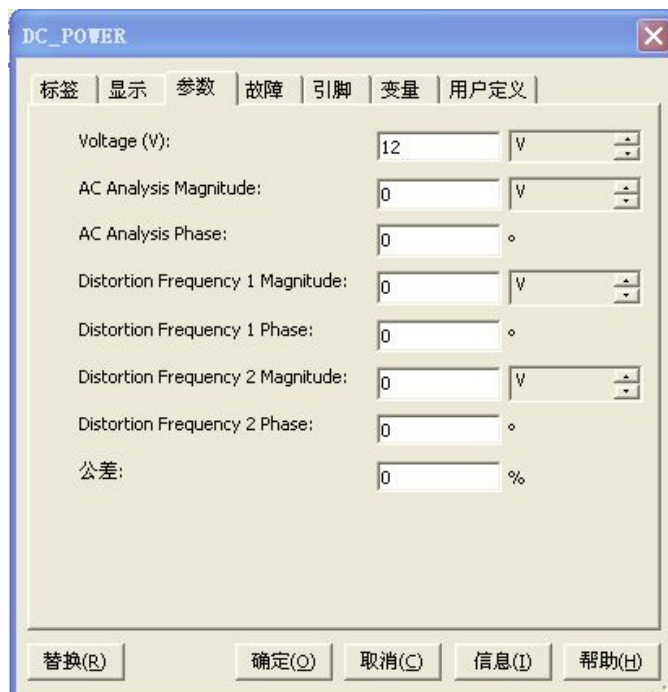 DC_POWER
标签 显示 参数 故障 引脚 变量 用户定义
Voltage (V): 12 V
AC Analysis Magnitude: 0 V
AC Analysis Phase: 0 °
Distortion Frequency 1 Magnitude: 0 V
Distortion Frequency 1 Phase: 0 °
Distortion Frequency 2 Magnitude: 0 V
Distortion Frequency 2 Phase: 0 °
公差: 0 %
替换(R) 确定(O) 取消(C) 信息(I) 帮助(H)